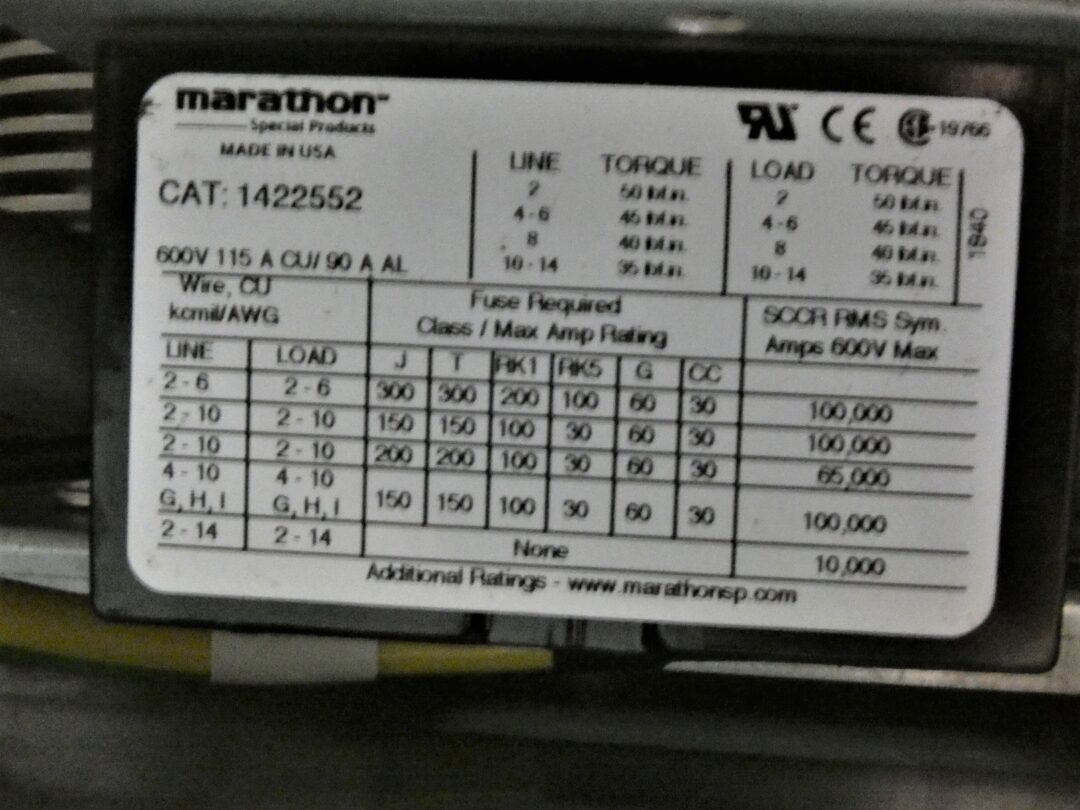 marathon™
Special Products
MADE IN USA
CAT: 1422552
600V 115 A CU/ 90 A AL
UR CE -19766
LINE TORQUE
2 50 lbf.in.
4 - 6 45 lbf.in.
8 40 lbf.in.
10 - 14 35 lbf.in.
LOAD TORQUE
2 50 lbf.in.
4 - 6 45 lbf.in.
8 40 lbf.in.
10 - 14 35 lbf.in.
1840
Wire, CU
kcmil/AWG
Fuse Required
Class / Max Amp Rating
SCCR RMS Sym.
Amps 600V Max
LINE LOAD J T RK1 RK5 G CC
2 - 6 2 - 6 300 300 200 100 60 30 100,000
2 - 10 2 - 10 150 150 100 30 60 30 100,000
2 - 10 2 - 10 200 200 100 30 60 30 65,000
4 - 10 4 - 10
G, H, I G, H, I 150 150 100 30 60 30 100,000
2 - 14 2 - 14 None 10,000
Additional Ratings - www.marathonsp.com